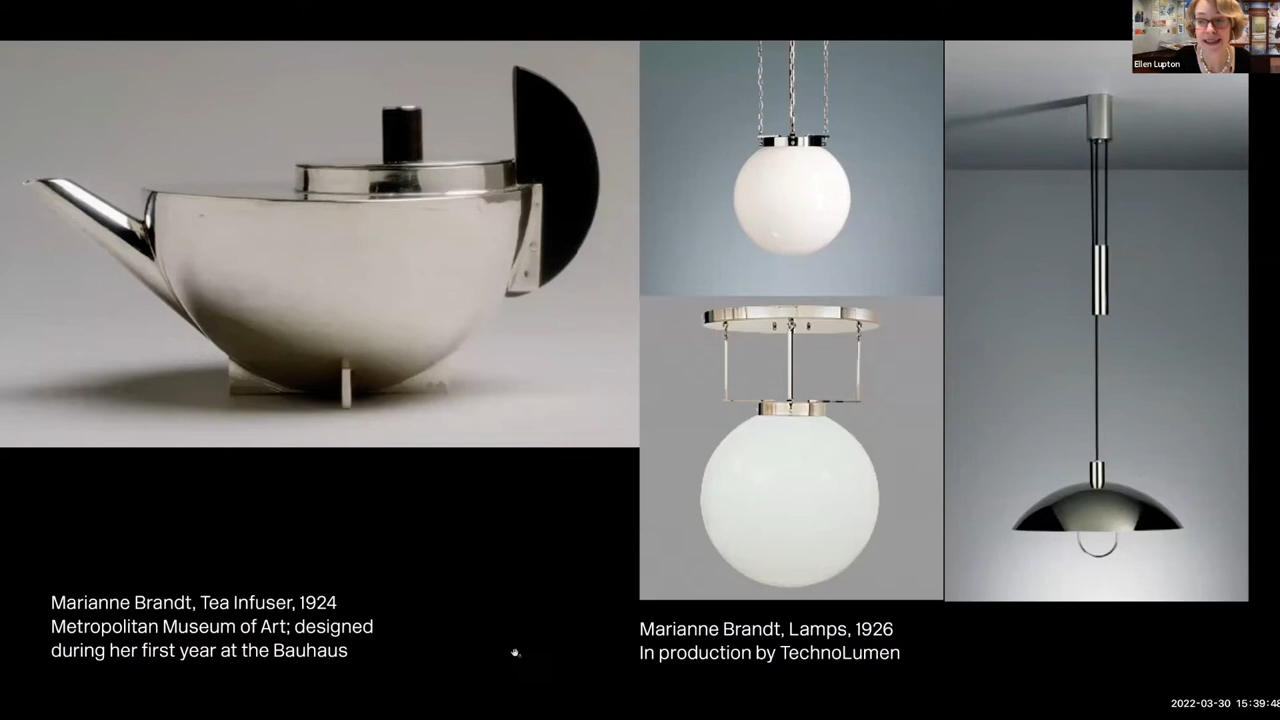 Ellen Lupton
Marianne Brandt, Tea Infuser, 1924
Metropolitan Museum of Art; designed
during her first year at the Bauhaus
Marianne Brandt, Lamps, 1926
In production by TechnoLumen
2022-03-30 15:39:48